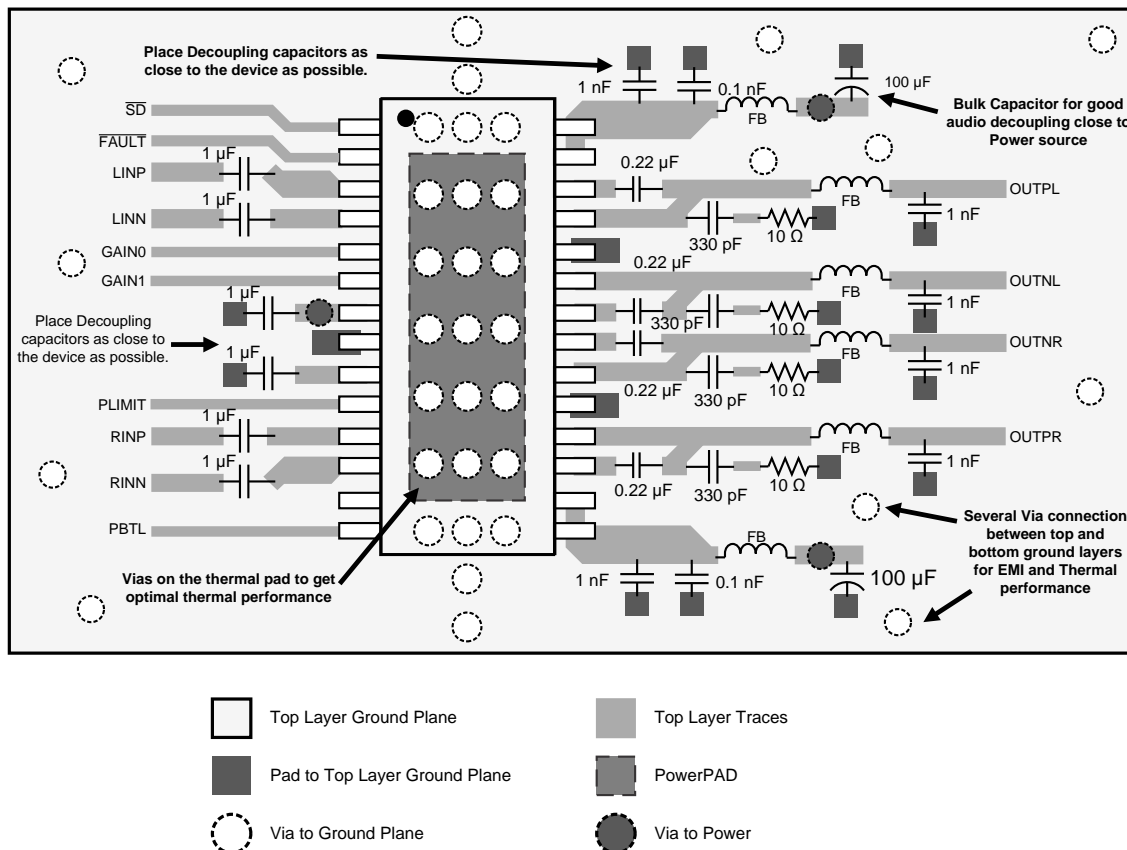 Place Decoupling capacitors as
close to the device as possible.
1 nF
0.1 nF
FB
100 µF
Bulk Capacitor for good
audio decoupling close to
Power source
SD
FAULT
LINP
1 µF
LINN
1 µF
GAIN0
GAIN1
1 µF
Place Decoupling
capacitors as close to
the device as possible.
1 µF
PLIMIT
RINP
1 µF
RINN
1 µF
PBTL
0.22 µF
FB
OUTPL
1 nF
330 pF
10 Ω
0.22 µF
FB
OUTNL
1 nF
330 pF
10 Ω
FB
OUTNR
1 nF
0.22 µF
330 pF
10 Ω
FB
OUTPR
1 nF
0.22 µF
330 pF
10 Ω
Several Via connection
between top and
bottom ground layers
for EMI and Thermal
performance
FB
1 nF
0.1 nF
100 µF
Vias on the thermal pad to get
optimal thermal performance
Top Layer Ground Plane
Top Layer Traces
Pad to Top Layer Ground Plane
PowerPAD
Via to Ground Plane
Via to Power